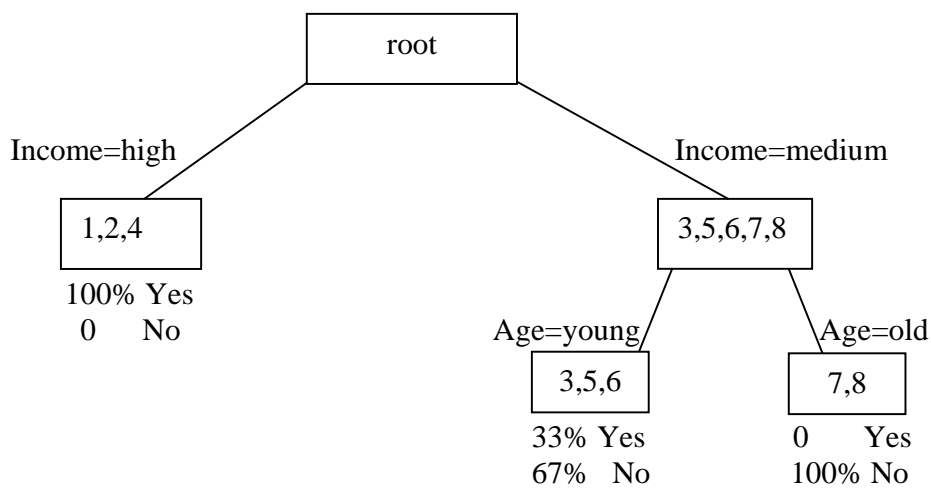 root
Income=high
Income=medium
1,2,4
3,5,6,7,8
100% Yes
0 No
Age=young
Age=old
3,5,6
7,8
33% Yes
67% No
0 Yes
100% No